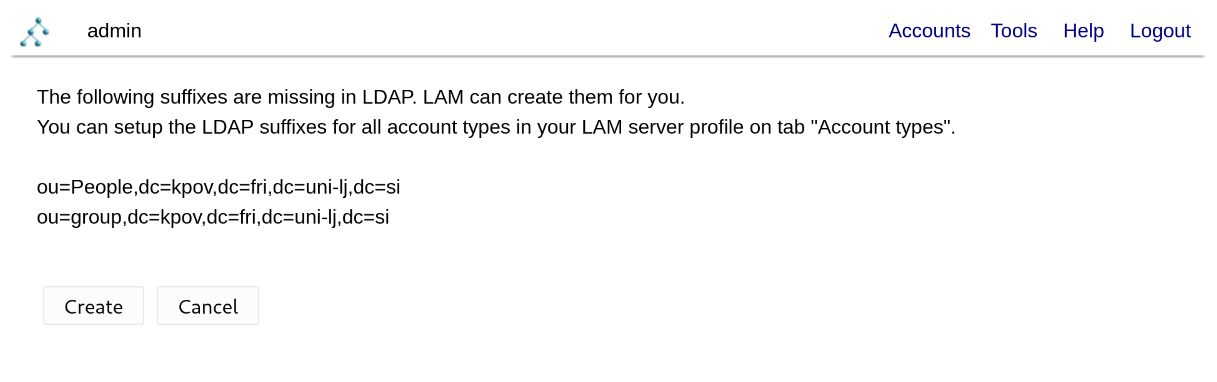 admin Accounts Tools Help Logout
The following suffixes are missing in LDAP. LAM can create them for you.
You can setup the LDAP suffixes for all account types in your LAM server profile on tab "Account types".
ou=People,dc=kpov,dc=fri,dc=uni-lj,dc=si
ou=group,dc=kpov,dc=fri,dc=uni-lj,dc=si
Create Cancel